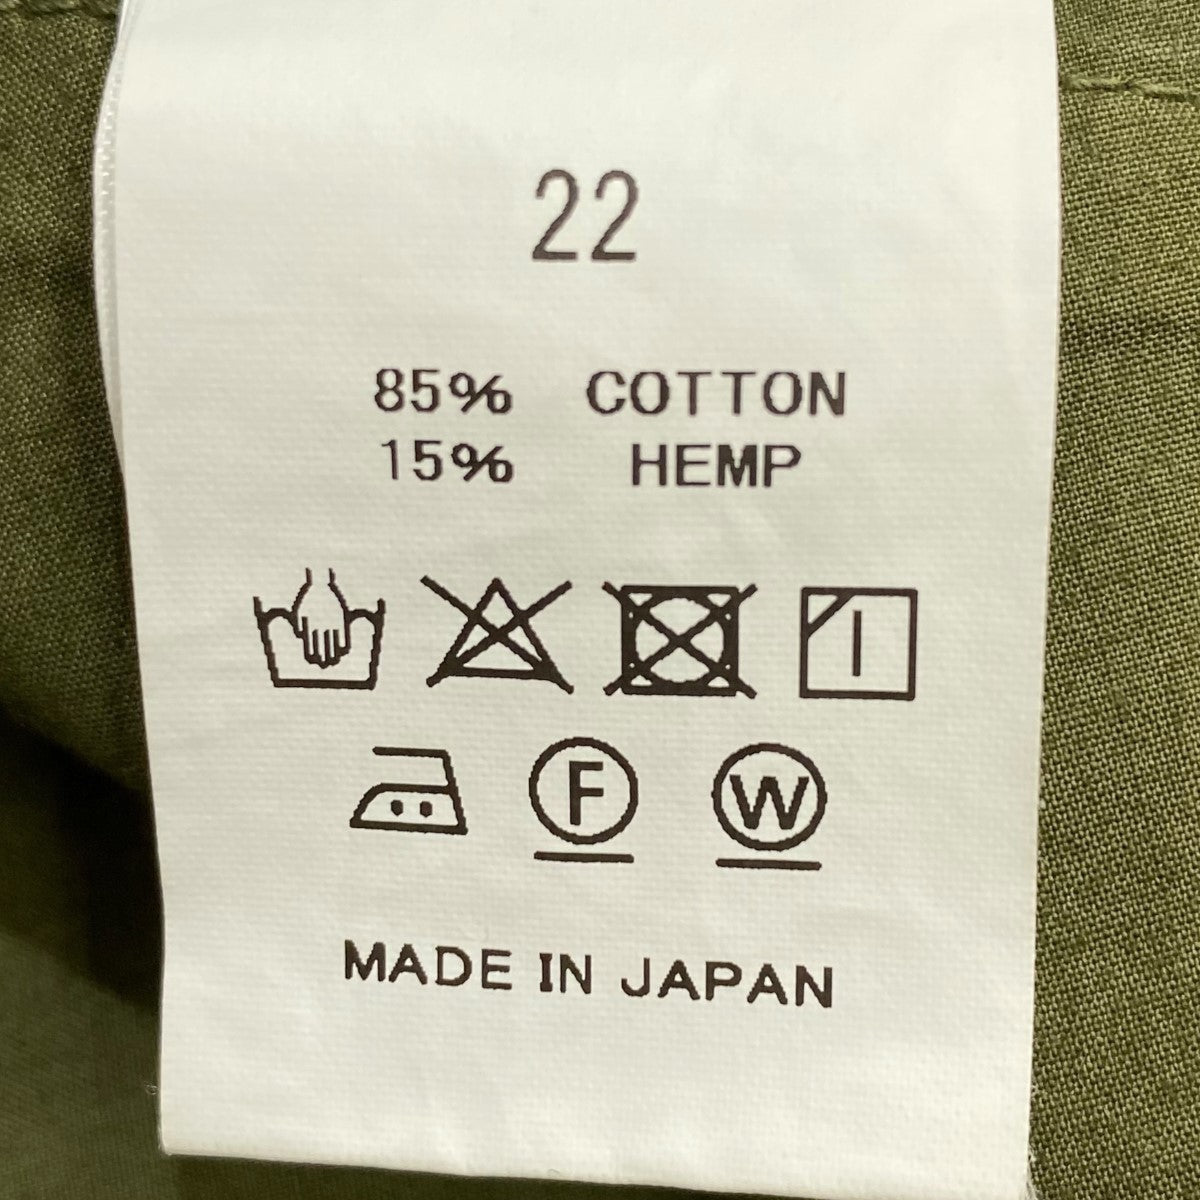 22
85% COTTON
15% HEMP
F W
MADE IN JAPAN